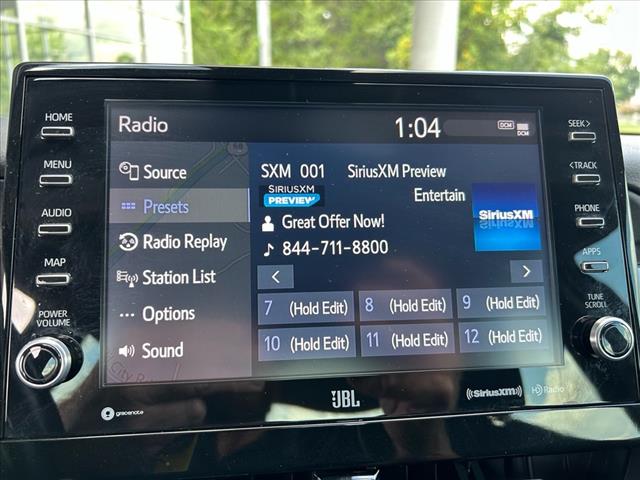 HOME
MENU
AUDIO
MAP
POWER
VOLUME
Radio
1:04
DCM
DCM
Source
Presets
Radio Replay
Station List
Options
Sound
SXM 001 SiriusXM Preview
SIRIUSXM
PREVIEW
Entertain
SiriusXM
Great Offer Now!
844-711-8800
7 (Hold Edit)
8 (Hold Edit)
9 (Hold Edit)
10 (Hold Edit)
11 (Hold Edit)
12 (Hold Edit)
SEEK>
<TRACK
PHONE
APPS
TUNE
SCROLL
gracenote
JBL
SiriusXM
HD Radio